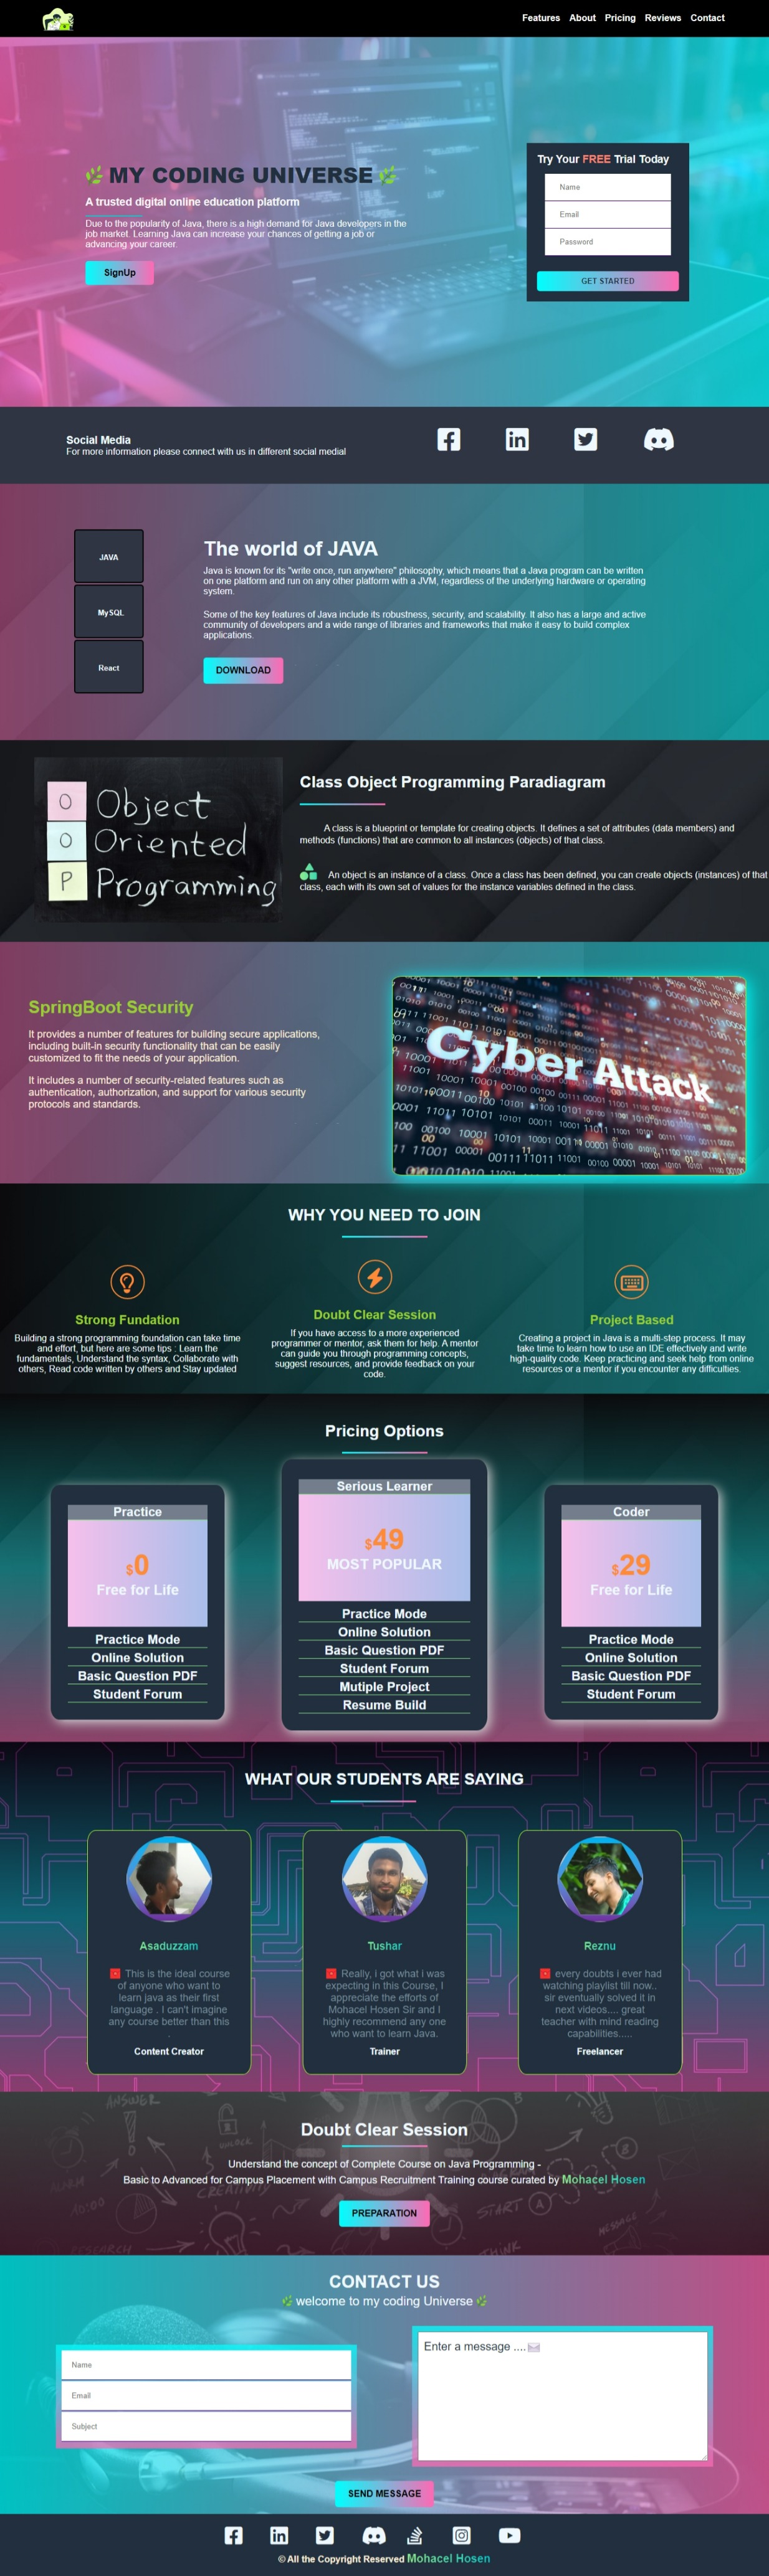 Features About Pricing Reviews Contact
MY CODING UNIVERSE
A trusted digital online education platform
Due to the popularity of Java, there is a high demand for Java developers in the
job market. Learning Java can increase your chances of getting a job or
advancing your career.
SignUp
Try Your FREE Trial Today
Name
Email
Password
GET STARTED
Social Media
For more information please connect with us in different social medial
JAVA
MySQL
React
The world of JAVA
Java is known for its "write once, run anywhere" philosophy, which means that a Java program can be written
on one platform and run on any other platform with a JVM, regardless of the underlying hardware or operating
system.
Some of the key features of Java include its robustness, security, and scalability. It also has a large and active
community of developers and a wide range of libraries and frameworks that make it easy to build complex
applications.
DOWNLOAD
O Object
O Oriented
P Programming
Class Object Programming Paradiagram
A class is a blueprint or template for creating objects. It defines a set of attributes (data members) and
methods (functions) that are common to all instances (objects) of that class.
An object is an instance of a class. Once a class has been defined, you can create objects (instances) of that
class, each with its own set of values for the instance variables defined in the class.
SpringBoot Security
It provides a number of features for building secure applications,
including built-in security functionality that can be easily
customized to fit the needs of your application.
It includes a number of security-related features such as
authentication, authorization, and support for various security
protocols and standards.
Cyber Attack
WHY YOU NEED TO JOIN
Strong Fundation
Building a strong programming foundation can take time
and effort, but here are some tips : Learn the
fundamentals, Understand the syntax, Collaborate with
others, Read code written by others and Stay updated
Doubt Clear Session
If you have access to a more experienced
programmer or mentor, ask them for help. A mentor
can guide you through programming concepts,
suggest resources, and provide feedback on your
code.
Project Based
Creating a project in Java is a multi-step process. It may
take time to learn how to use an IDE effectively and write
high-quality code. Keep practicing and seek help from online
resources or a mentor if you encounter any difficulties.
Pricing Options
Practice
$0
Free for Life
Practice Mode
Online Solution
Basic Question PDF
Student Forum
Serious Learner
$49
MOST POPULAR
Practice Mode
Online Solution
Basic Question PDF
Student Forum
Mutiple Project
Resume Build
Coder
$29
Free for Life
Practice Mode
Online Solution
Basic Question PDF
Student Forum
WHAT OUR STUDENTS ARE SAYING
Asaduzzam
This is the ideal course
of anyone who want to
learn java as their first
language . I can't imagine
any course better than this
.
Content Creator
Tushar
Really, i got what i was
expecting in this Course, I
appreciate the efforts of
Mohacel Hosen Sir and I
highly recommend any one
who want to learn Java.
Trainer
Reznu
every doubts i ever had
watching playlist till now..
sir eventually solved it in
next videos.... great
teacher with mind reading
capabilities.....
Freelancer
ANSWER
Doubt Clear Session
Understand the concept of Complete Course on Java Programming -
Basic to Advanced for Campus Placement with Campus Recruitment Training course curated by Mohacel Hosen
PREPARATION
START
MESSAGE
RESEARCH
THINK
CONTACT US
welcome to my coding Universe
Name
Email
Subject
Enter a message ....
SEND MESSAGE
© All the Copyright Reserved Mohacel Hosen